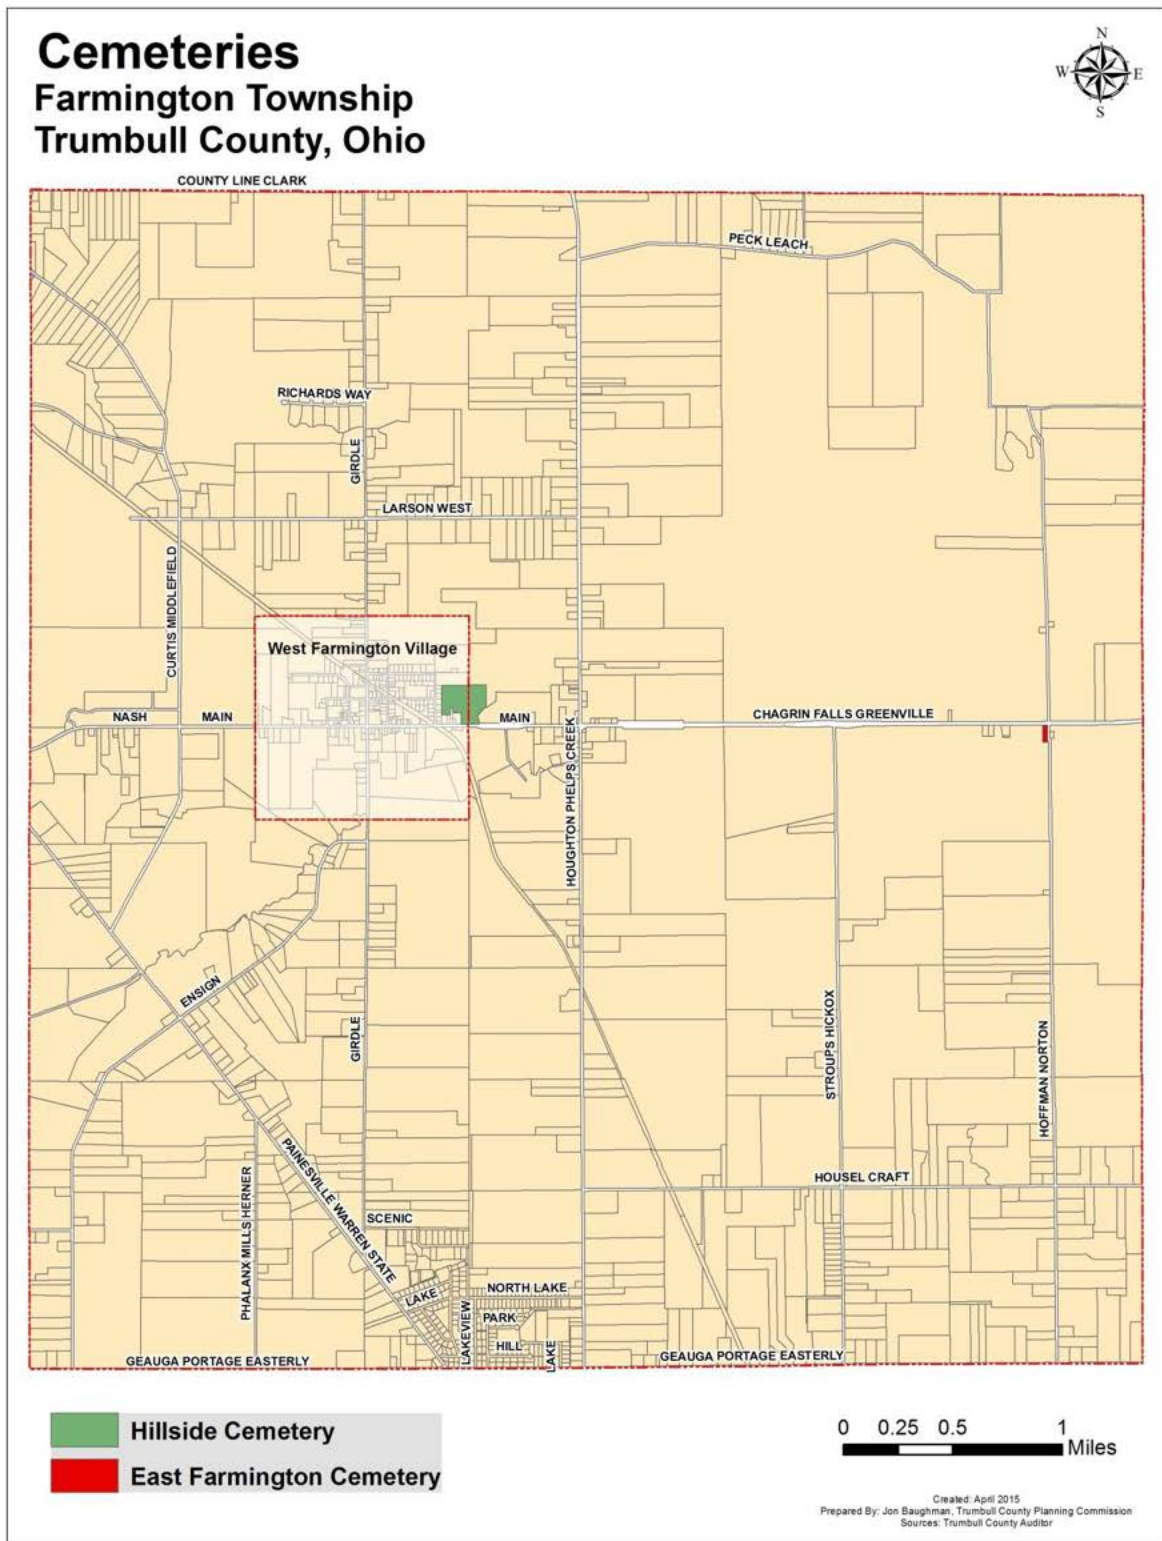 Cemeteries
Farmington Township
Trumbull County, Ohio
N
W
E
S
COUNTY LINE CLARK
PECK LEACH
RICHARDS WAY
GIRDLE
LARSON WEST
CURTIS MIDDLEFIELD
West Farmington Village
NASH
MAIN
MAIN
CHAGRIN FALLS GREENVILLE
HOUGHTON PHELPS CREEK
ENSIGN
GIRDLE
STROUPS HICKOX
HOFFMAN NORTON
PHALANX MILLS HERNER
PAINESVILLE WARREN STATE
HOUSEL CRAFT
SCENIC
LAKE
NORTH LAKE
LAKEVIEW
PARK
HILL
LAKE
GEAUGA PORTAGE EASTERLY
GEAUGA PORTAGE EASTERLY
Hillside Cemetery
East Farmington Cemetery
0 0.25 0.5 1
Miles
Created: April 2015
Prepared By: Jon Baughman, Trumbull County Planning Commission
Sources: Trumbull County Auditor